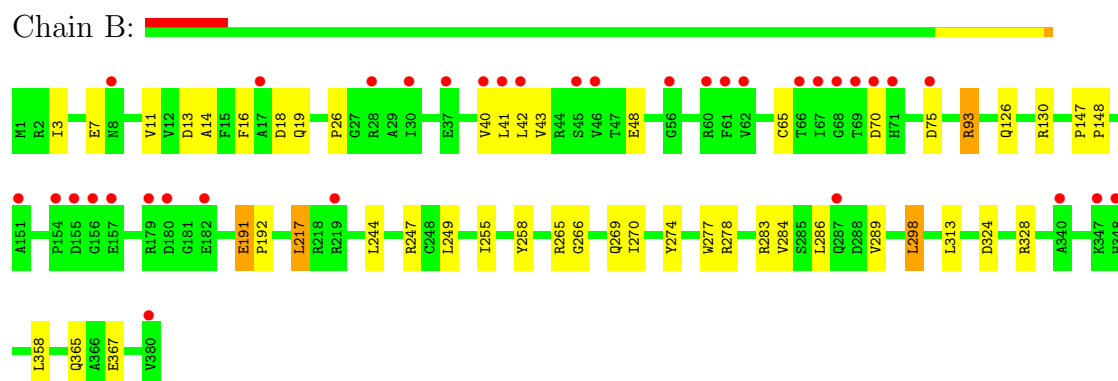 Chain B:
M1 R2 I3 E7 N8 V11 V12 D13 A14 F15 F16 A17 D18 Q19 P26 G27 R28 A29 I30 E37 V40 L41 L42 V43 R44 S45 V46 T47 E48 G56 R60 F61 V62 C65 T66 I67 G68 T69 D70 H71 D75 R93 Q126 R130 P147 P148
A151 P154 D155 G156 E157 R179 D180 G181 E182 E191 P192 L217 R218 R219 L244 R247 C248 L249 I255 Y258 R265 G266 Q269 I270 Y274 W277 R278 R283 V284 S285 L286 Q287 D288 V289 L298 L313 D324 R328 A340 K347 H348
L358 Q365 A366 E367 V380